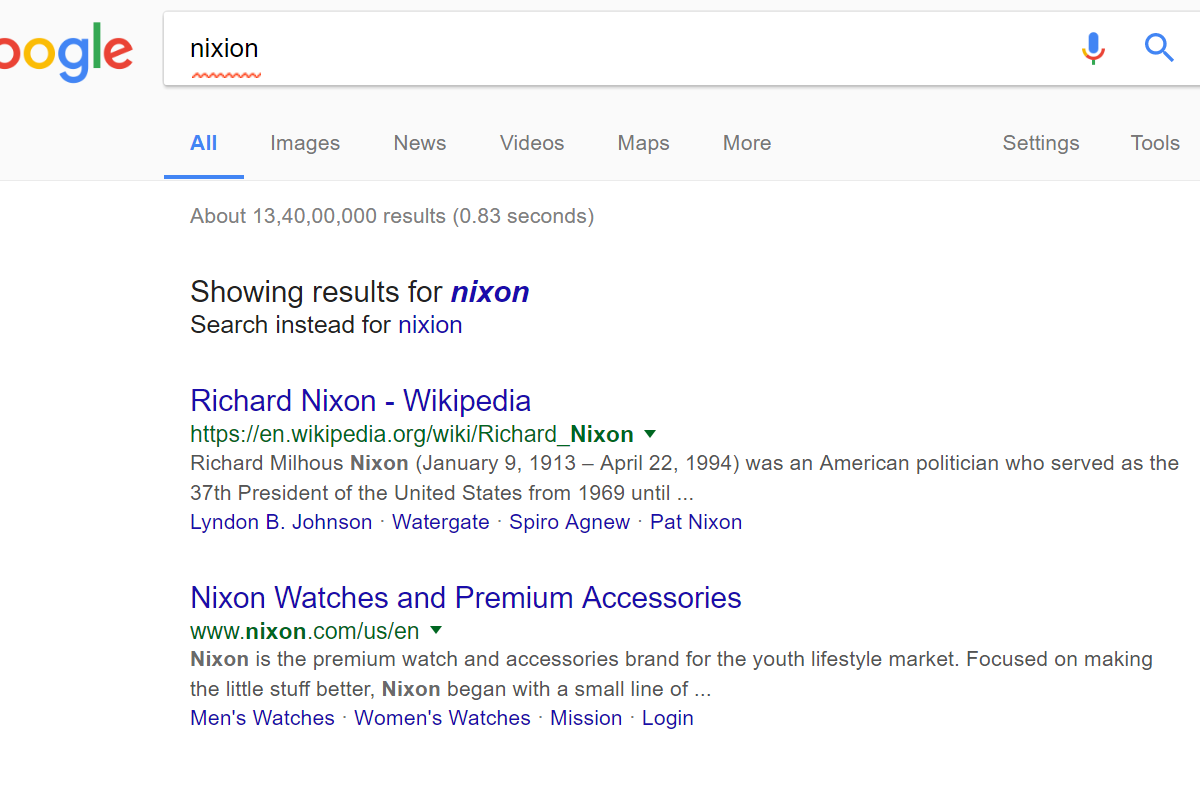 oogle
nixion
All Images News Videos Maps More Settings Tools
About 13,40,00,000 results (0.83 seconds)
Showing results for nixon
Search instead for nixion
Richard Nixon - Wikipedia
https://en.wikipedia.org/wiki/Richard_Nixon
Richard Milhous Nixon (January 9, 1913 – April 22, 1994) was an American politician who served as the
37th President of the United States from 1969 until ...
Lyndon B. Johnson · Watergate · Spiro Agnew · Pat Nixon
Nixon Watches and Premium Accessories
www.nixon.com/us/en
Nixon is the premium watch and accessories brand for the youth lifestyle market. Focused on making
the little stuff better, Nixon began with a small line of ...
Men's Watches · Women's Watches · Mission · Login